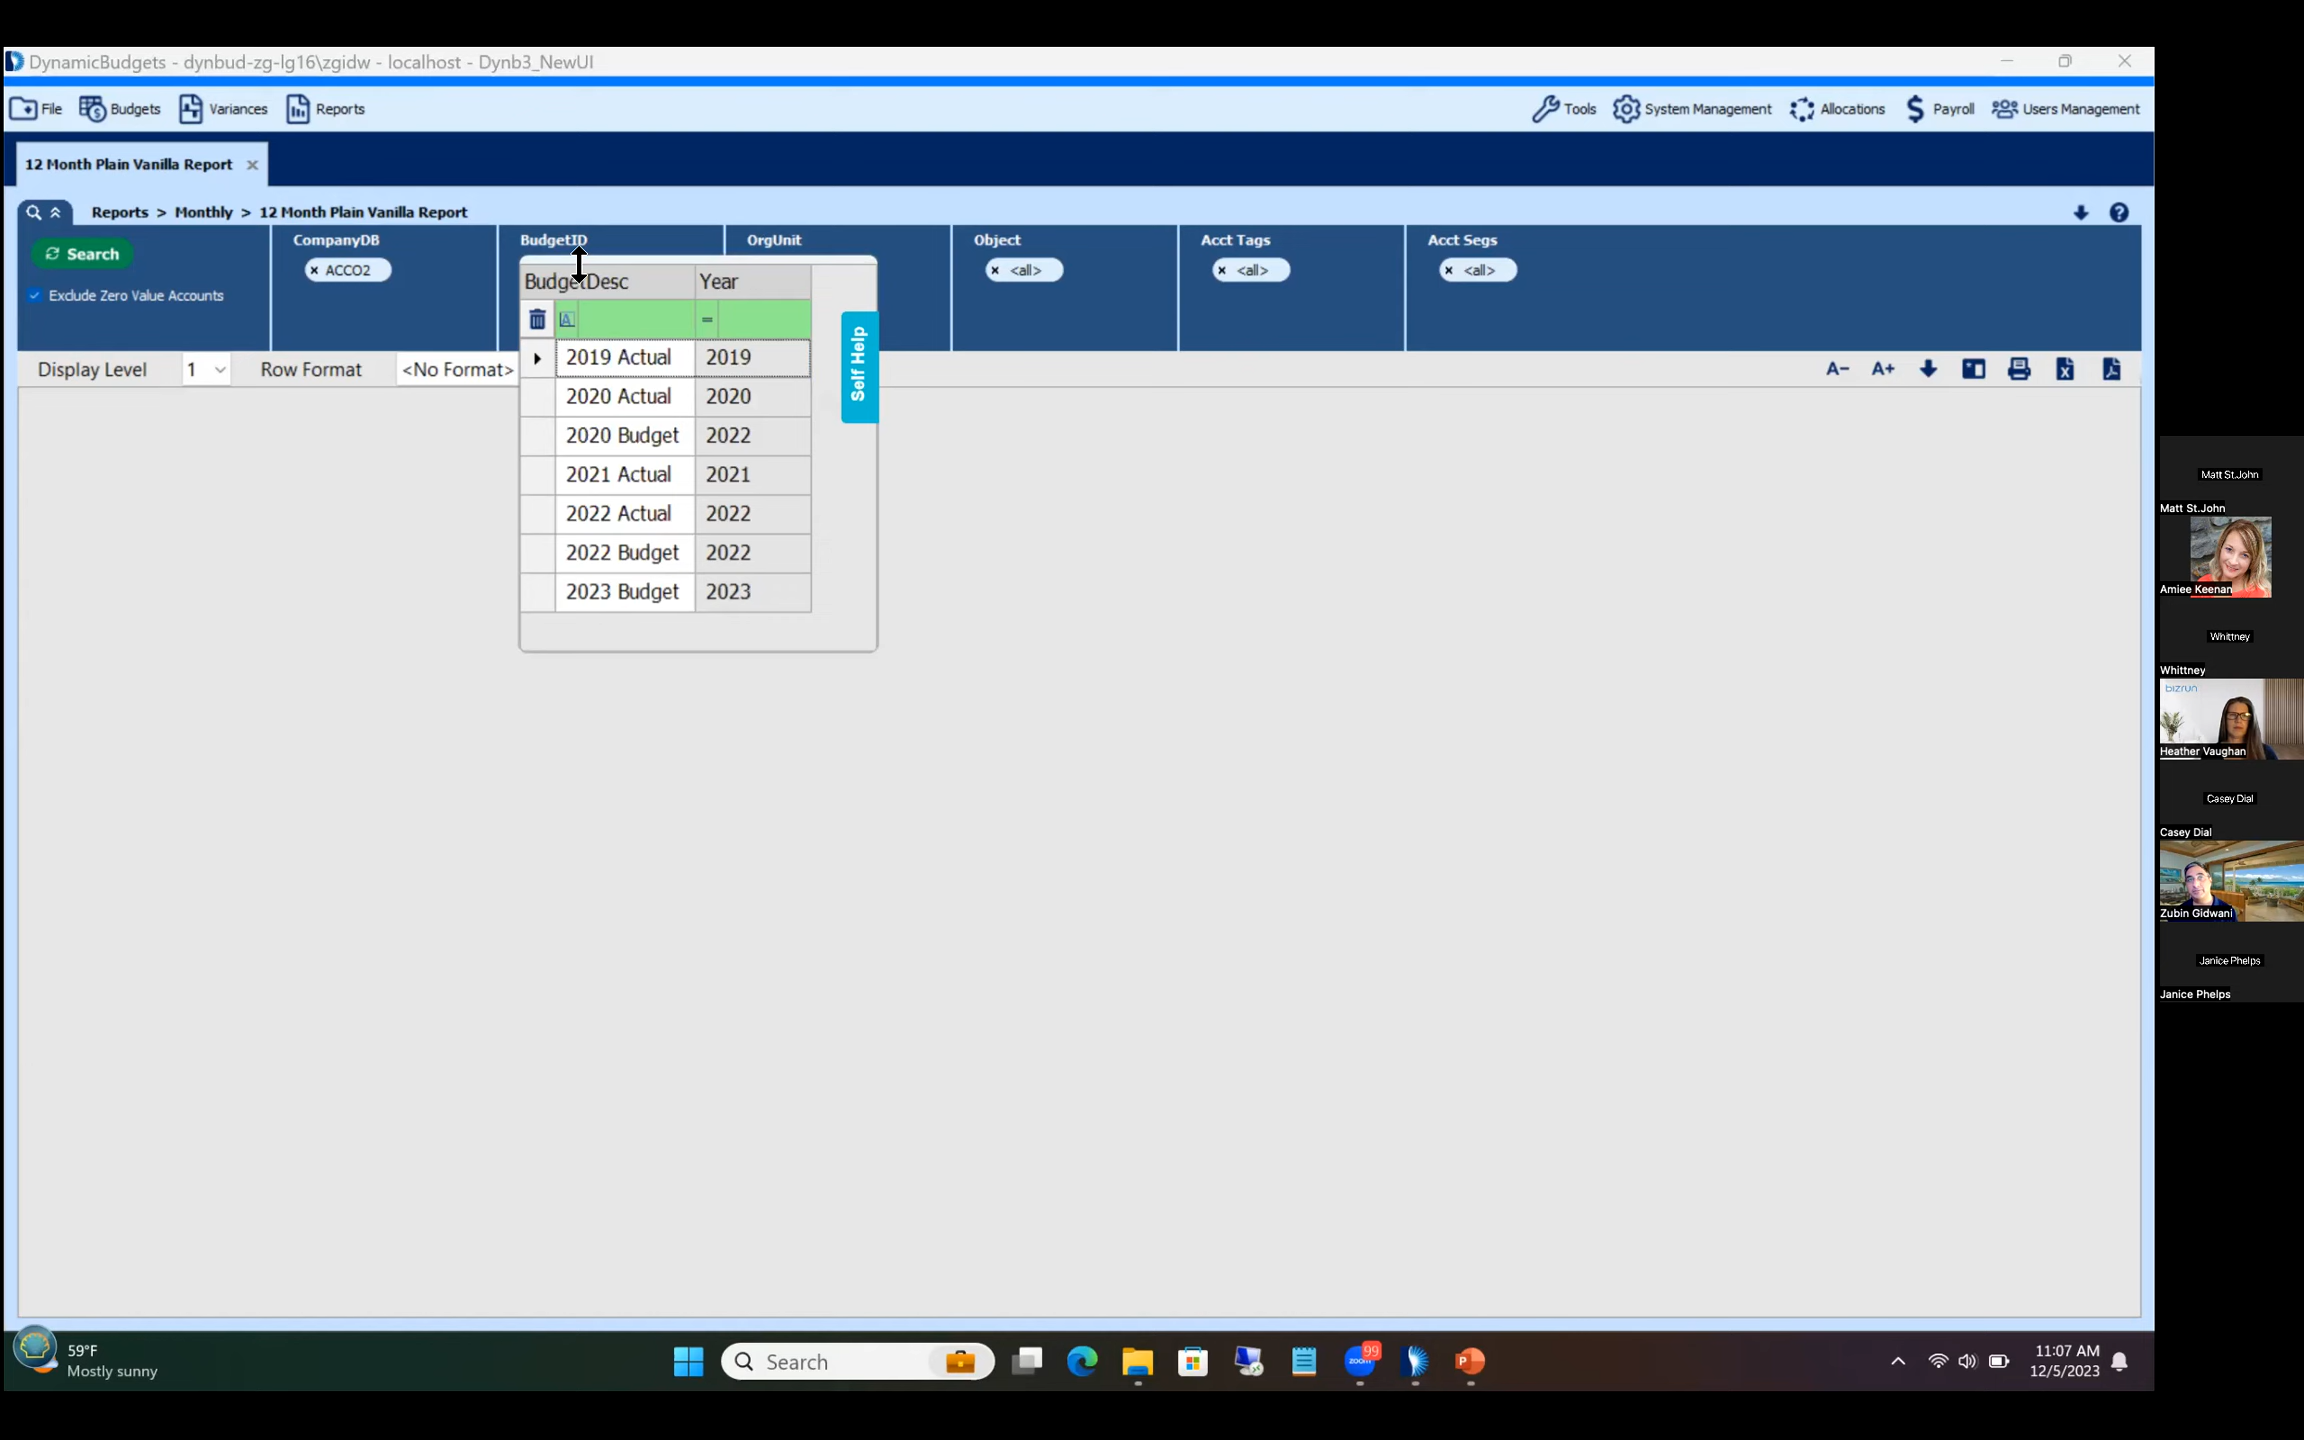 DynamicBudgets - dynbud-zg-lg16\zgidw - localhost - Dynb3_NewUI
File Budgets Variances Reports Tools System Management Allocations Payroll Users Management
12 Month Plain Vanilla Report
Reports > Monthly > 12 Month Plain Vanilla Report
Search
Exclude Zero Value Accounts
CompanyDB
ACCO2
BudgetID
OrgUnit
Object
<all>
Acct Tags
<all>
Acct Segs
<all>
BudgetDesc Year
A =
2019 Actual 2019
2020 Actual 2020
2020 Budget 2022
2021 Actual 2021
2022 Actual 2022
2022 Budget 2022
2023 Budget 2023
Self Help
Display Level 1 Row Format <No Format>
A- A+
Matt St.John
Matt St.John
Amiee Keenan
Whittney
Whittney
bizrun
Heather Vaughan
Casey Dial
Casey Dial
Zubin Gidwani
Janice Phelps
Janice Phelps
59°F
Mostly sunny
Search
zoom
99
P
11:07 AM
12/5/2023